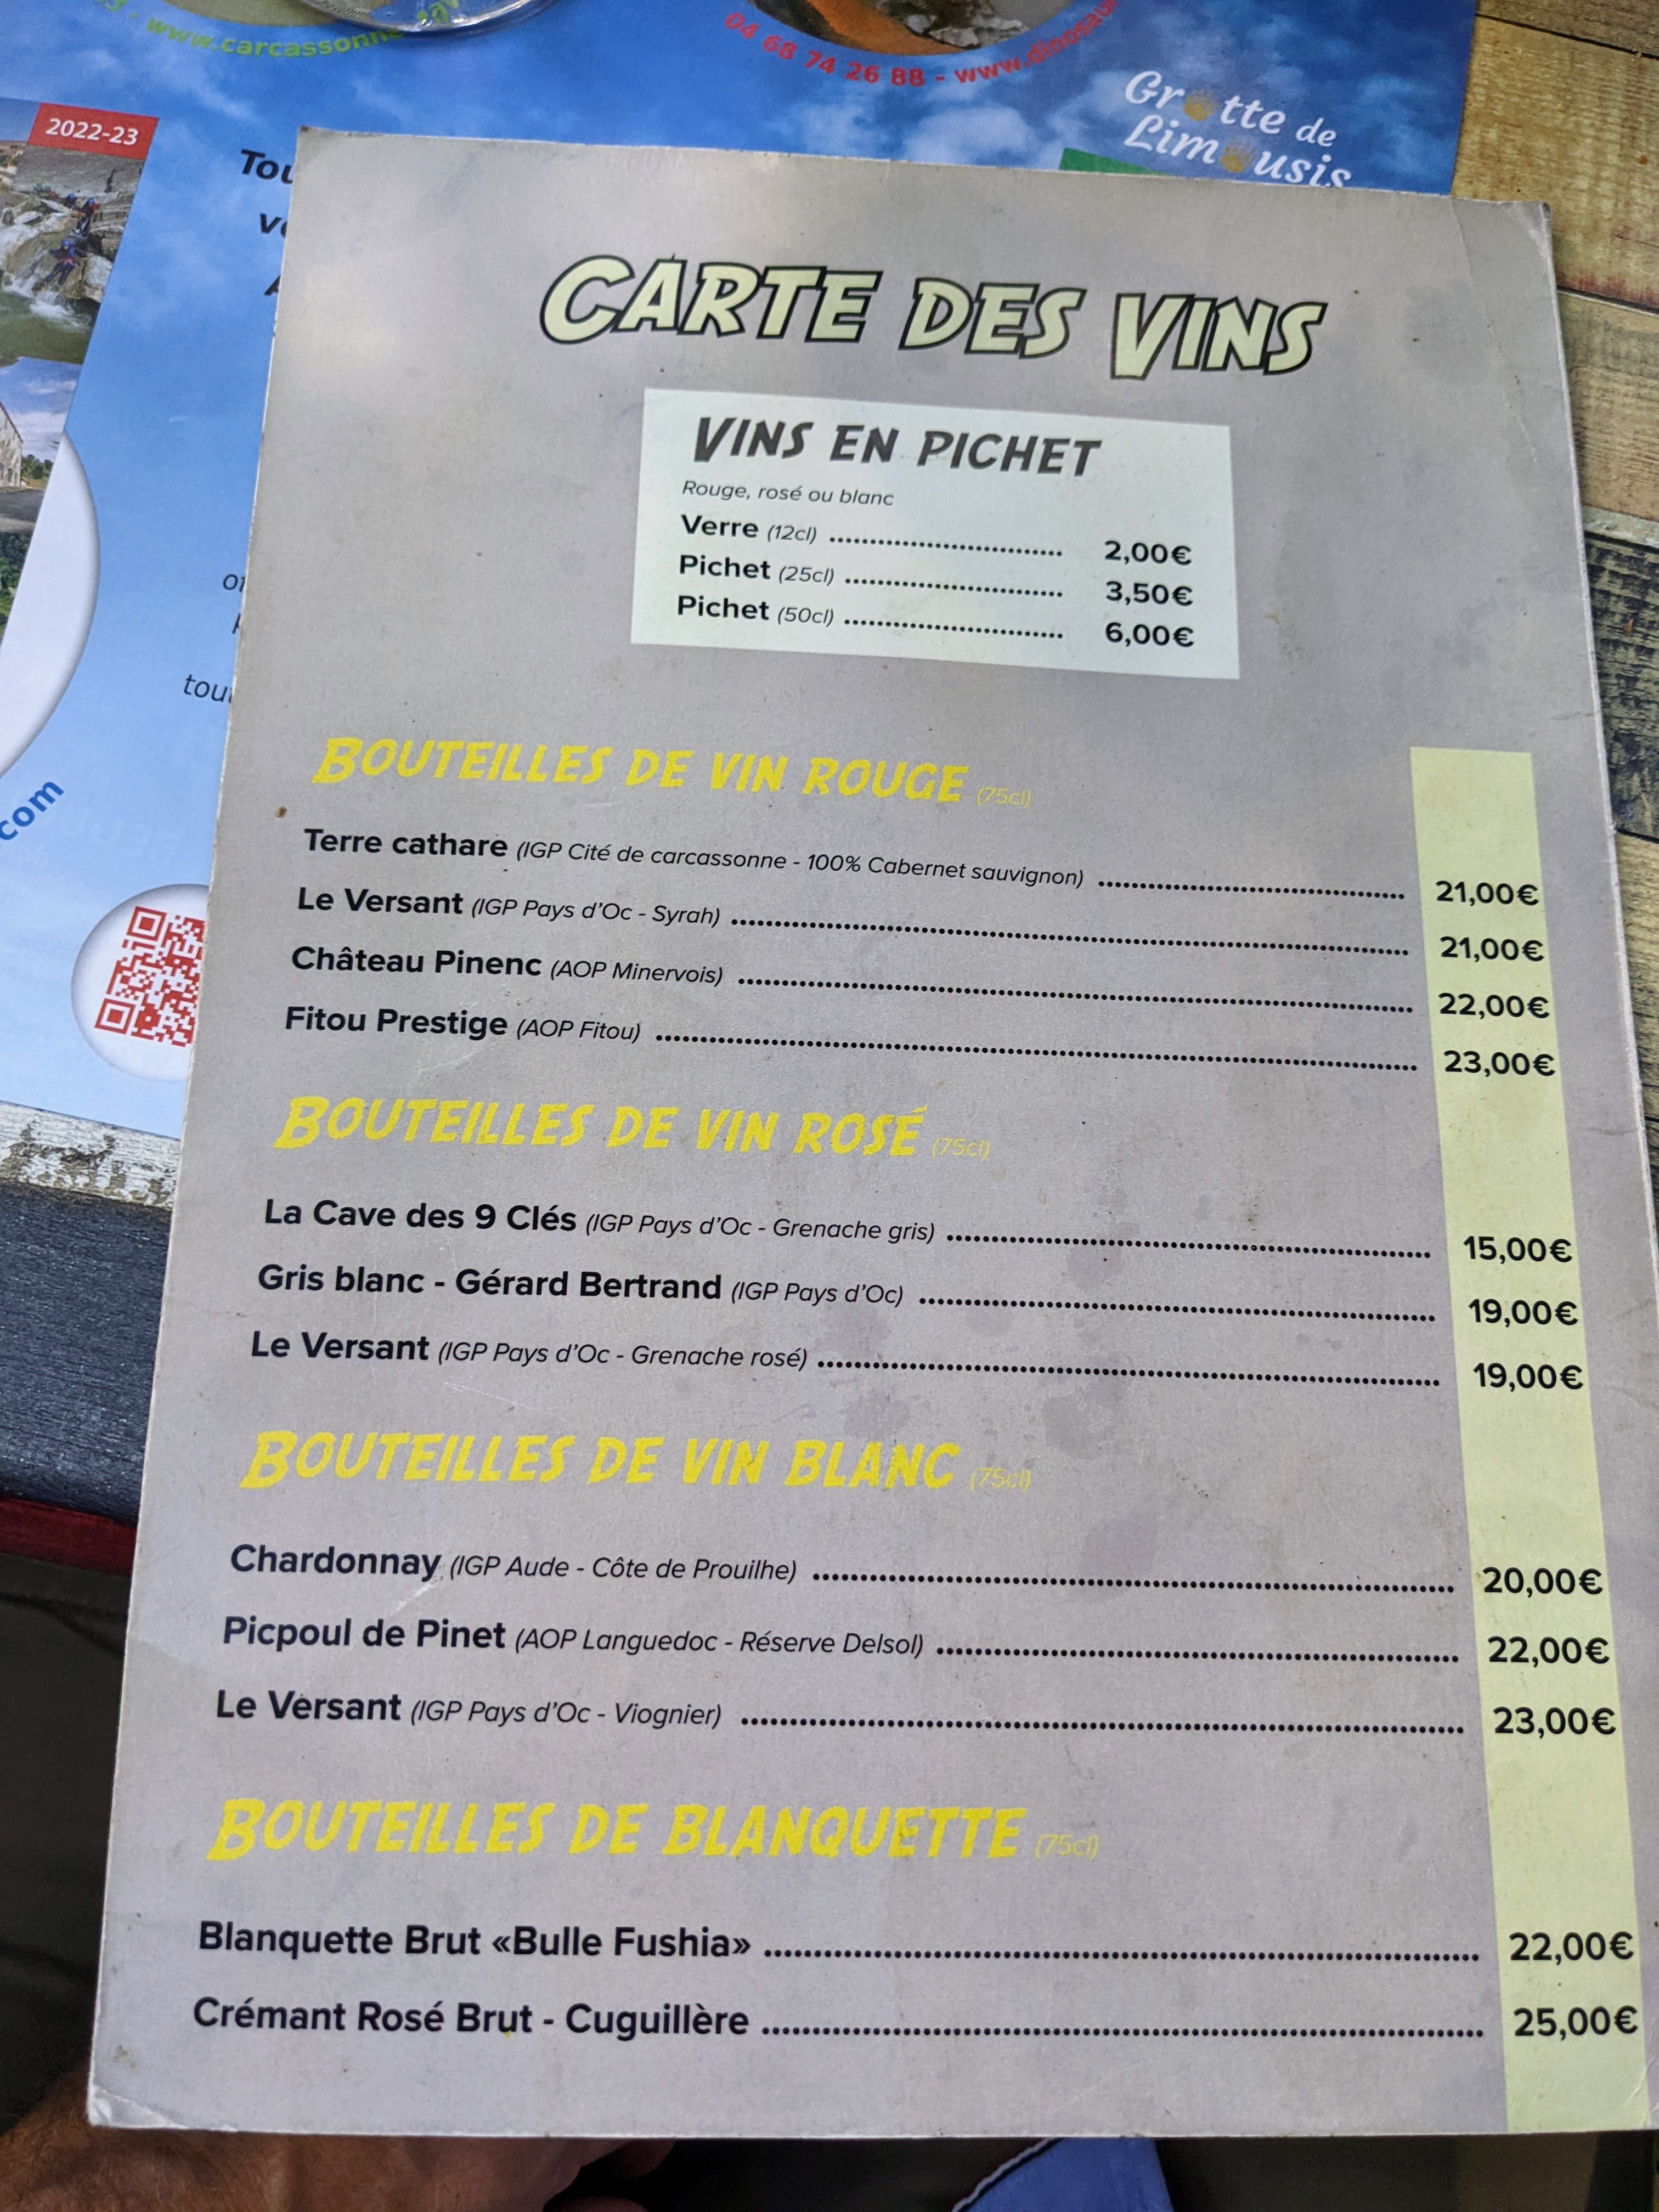 www.carcassonne
04 68 74 26 88 - www.dinosau
Grotte de
Limousis
2022-23
Tou
com
CARTE DES VINS
VINS EN PICHET
Rouge, rosé ou blanc
Verre (12cl) 2,00€
Pichet (25cl) 3,50€
Pichet (50cl) 6,00€
BOUTEILLES DE VIN ROUGE (75cl)
Terre cathare (IGP Cité de carcassonne - 100% Cabernet sauvignon) 21,00€
Le Versant (IGP Pays d'Oc - Syrah) 21,00€
Château Pinenc (AOP Minervois) 22,00€
Fitou Prestige (AOP Fitou) 23,00€
BOUTEILLES DE VIN ROSÉ (75cl)
La Cave des 9 Clés (IGP Pays d'Oc - Grenache gris) 15,00€
Gris blanc - Gérard Bertrand (IGP Pays d'Oc) 19,00€
Le Versant (IGP Pays d'Oc - Grenache rosé) 19,00€
BOUTEILLES DE VIN BLANC (75cl)
Chardonnay (IGP Aude - Côte de Prouilhe) 20,00€
Picpoul de Pinet (AOP Languedoc - Réserve Delsol) 22,00€
Le Versant (IGP Pays d'Oc - Viognier) 23,00€
BOUTEILLES DE BLANQUETTE (75cl)
Blanquette Brut «Bulle Fushia» 22,00€
Crémant Rosé Brut - Cuguillère 25,00€